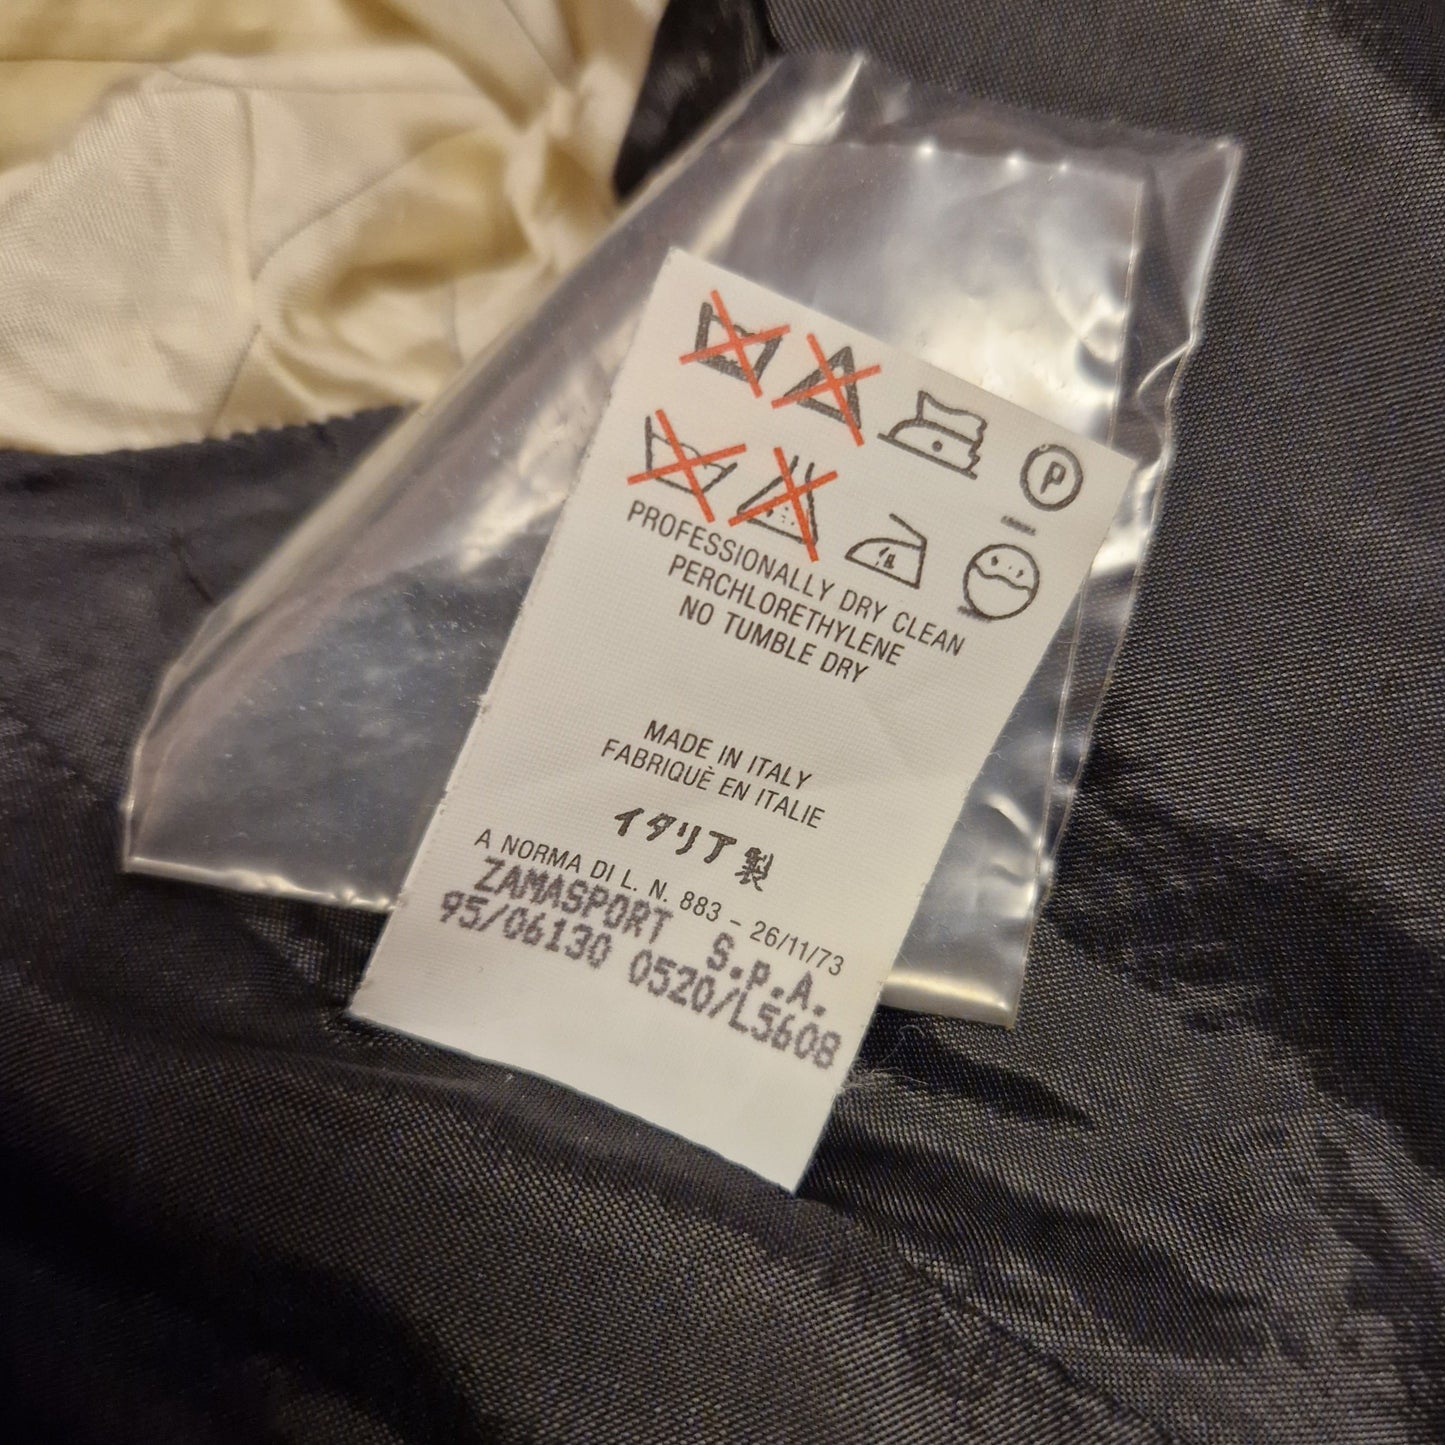 P
PROFESSIONALLY DRY CLEAN
PERCHLORETHYLENE
NO TUMBLE DRY
MADE IN ITALY
FABRIQUÈ EN ITALIE
イタリア製
A NORMA DI L. N. 883 - 26/11/73
ZAMASPORT S.P.A.
95/06130 0520/L5608